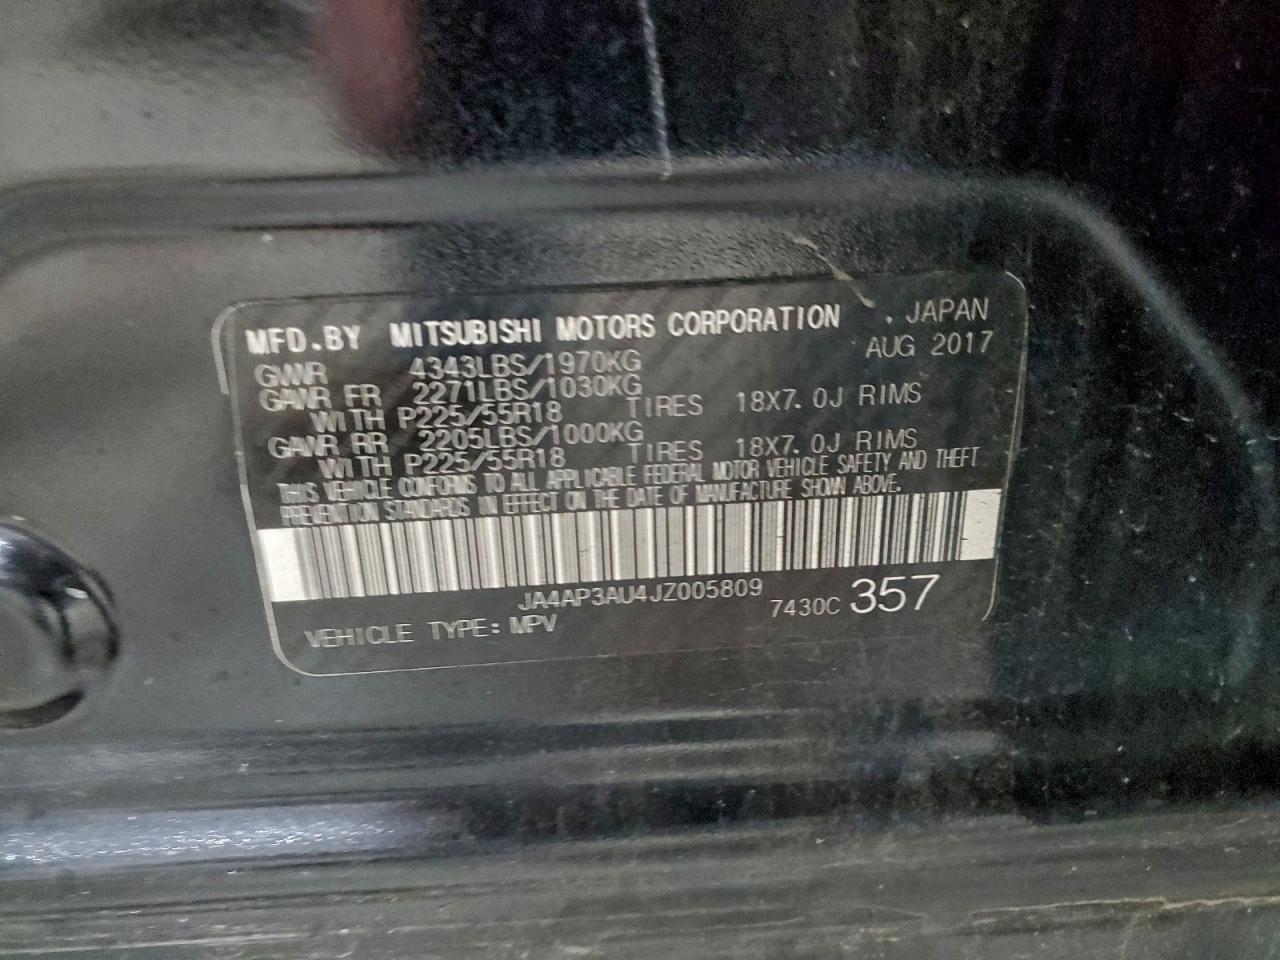 MFD.BY MITSUBISHI MOTORS CORPORATION , JAPAN
GVWR 4343LBS/1970KG AUG 2017
GAWR FR 2271LBS/1030KG
WITH P225/55R18 TIRES 18X7.0J RIMS
GAWR RR 2205LBS/1000KG
WITH P225/55R18 TIRES 18X7.0J RIMS
THIS VEHICLE CONFORMS TO ALL APPLICABLE FEDERAL MOTOR VEHICLE SAFETY AND THEFT
PREVENTION STANDARDS IN EFFECT ON THE DATE OF MANUFACTURE SHOWN ABOVE.
JA4AP3AU4JZ005809
VEHICLE TYPE: MPV 7430C 357